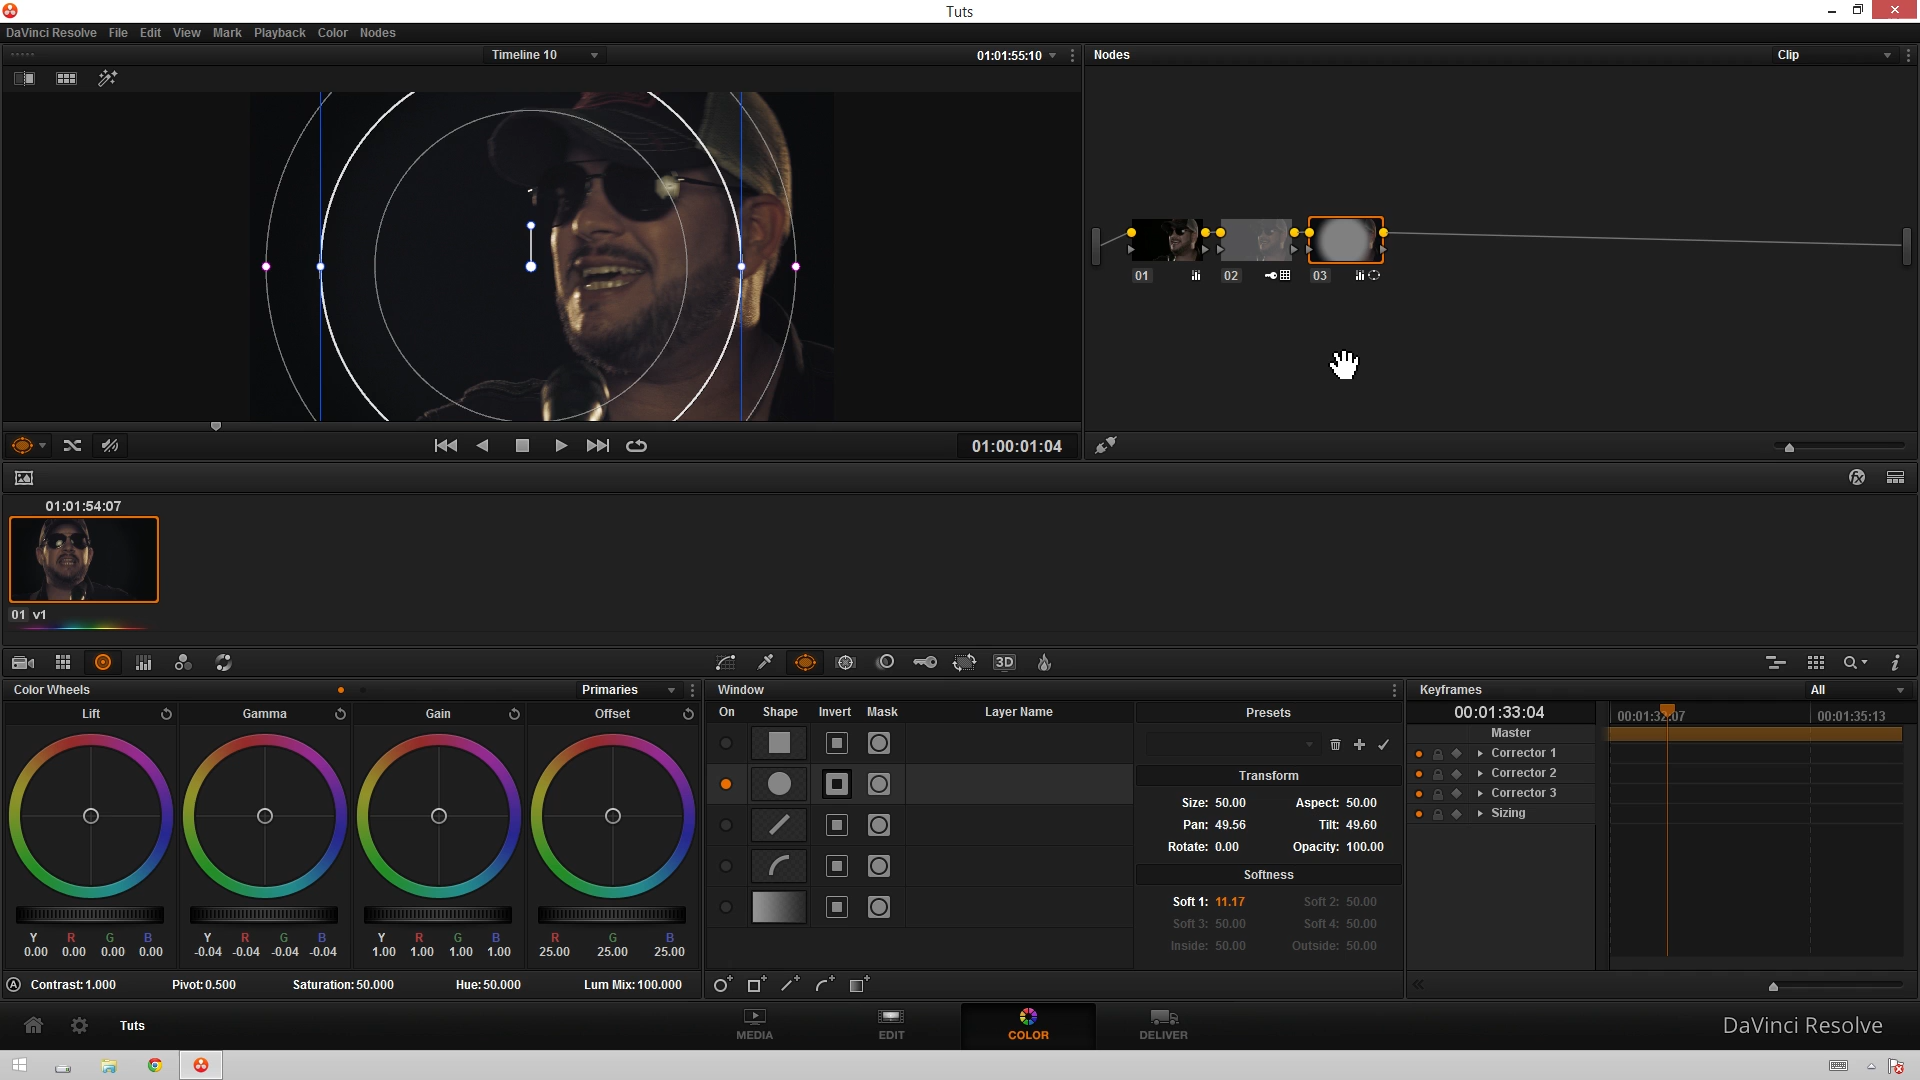 Tuts
DaVinci Resolve File Edit View Mark Playback Color Nodes
Timeline 10 01:01:55:10
Nodes Clip
01 02 03
01:00:01:04
01:01:54:07
01 v1
3D
Color Wheels Primaries
Lift Gamma Gain Offset
Y R G B Y R G B Y R G B R G B
0.00 0.00 0.00 0.00 -0.04 -0.04 -0.04 -0.04 1.00 1.00 1.00 1.00 25.00 25.00 25.00
A Contrast:1.000 Pivot:0.500 Saturation:50.000 Hue:50.000 Lum Mix:100.000
Window
On Shape Invert Mask Layer Name Presets
Transform
Size: 50.00 Aspect: 50.00
Pan: 49.56 Tilt: 49.60
Rotate: 0.00 Opacity: 100.00
Softness
Soft 1: 11.17 Soft 2: 50.00
Soft 3: 50.00 Soft 4: 50.00
Inside: 50.00 Outside: 50.00
Keyframes All
00:01:33:04 00:01:32:07 00:01:35:13
Master
Corrector 1
Corrector 2
Corrector 3
Sizing
Tuts MEDIA EDIT COLOR DELIVER DaVinci Resolve